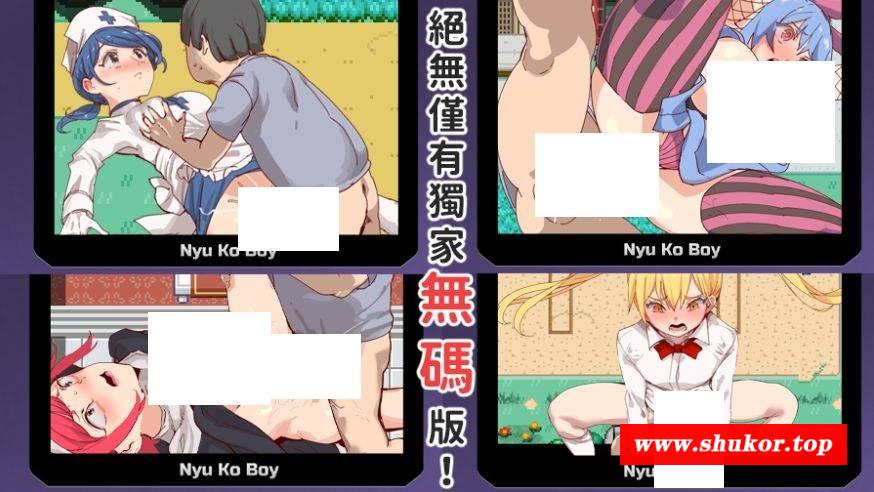 絕無僅有獨家無碼版！
Nyu Ko Boy
Nyu Ko Boy
Nyu Ko Boy
Nyu
www.shukor.top